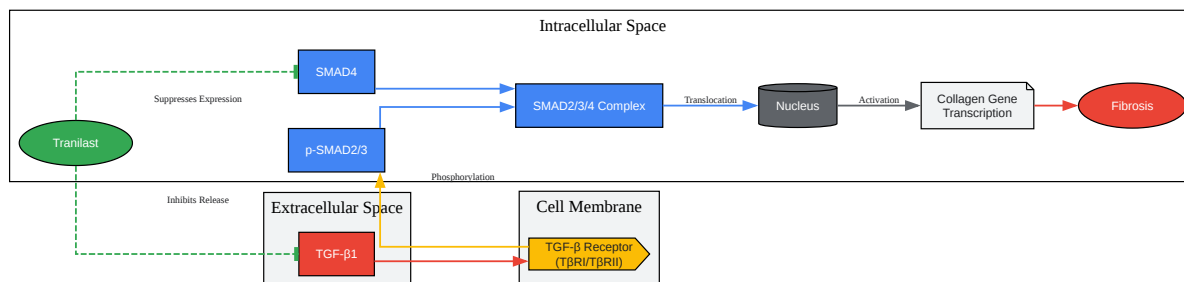 Intracellular Space
SMAD4
Suppresses Expression
SMAD2/3/4 Complex
Translocation
Nucleus
Activation
Collagen Gene
Transcription
Fibrosis
Tranilast
p-SMAD2/3
Phosphorylation
Inhibits Release
Extracellular Space
Cell Membrane
TGF-β1
TGF-β Receptor
(TβRI/TβRII)